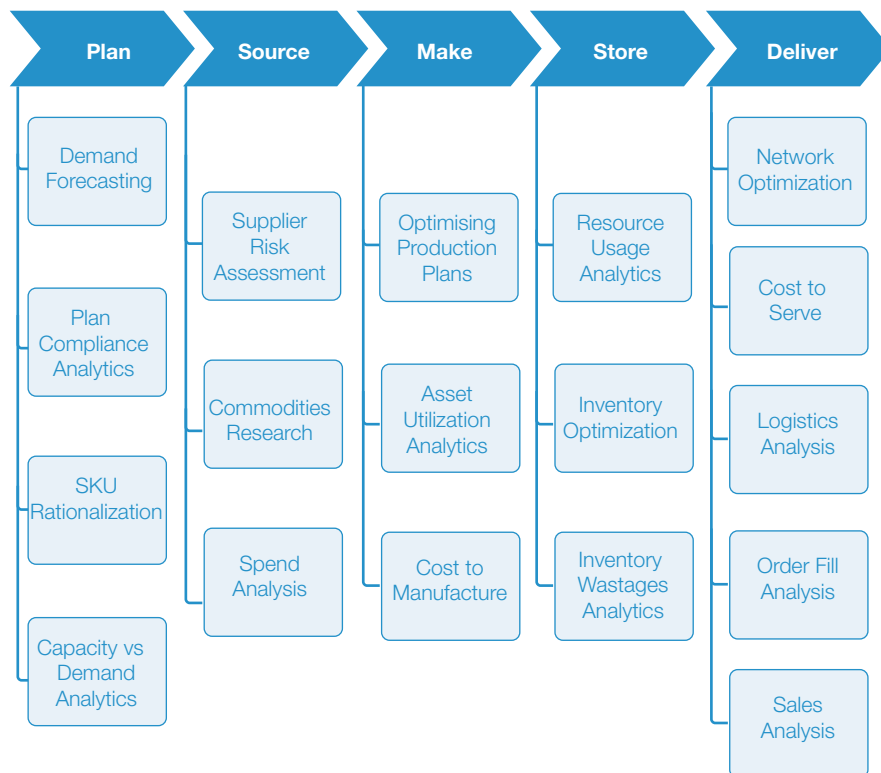 Plan
Source
Make
Store
Deliver
Demand
Forecasting
Plan
Compliance
Analytics
SKU
Rationalization
Capacity vs
Demand
Analytics
Supplier
Risk
Assessment
Commodities
Research
Spend
Analysis
Optimising
Production
Plans
Asset
Utilization
Analytics
Cost to
Manufacture
Resource
Usage
Analytics
Inventory
Optimization
Inventory
Wastages
Analytics
Network
Optimization
Cost to
Serve
Logistics
Analysis
Order Fill
Analysis
Sales
Analysis